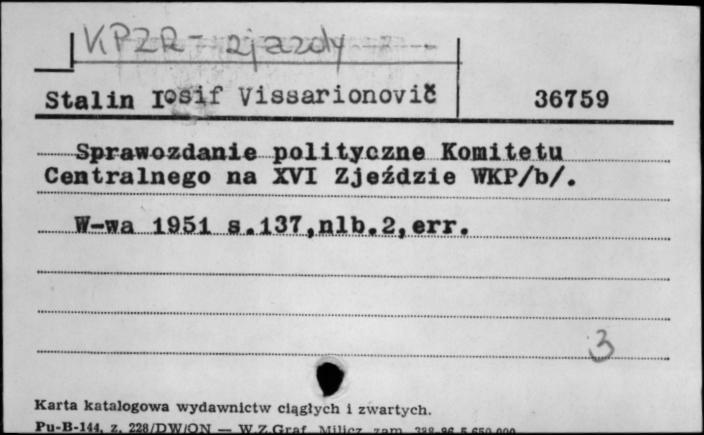 KPZR - zjazdy
Stalin Iosif Vissarionovič 36759
Sprawozdanie polityczne Komitetu
Centralnego na XVI Zjeździe WKP/b/.
W-wa 1951 s.137,nlb.2,err.
3
Karta katalogowa wydawnictw ciągłych i zwartych.
Pu-B-144, z. 228/DW/ON — W.Z.Graf. Milicz zam.